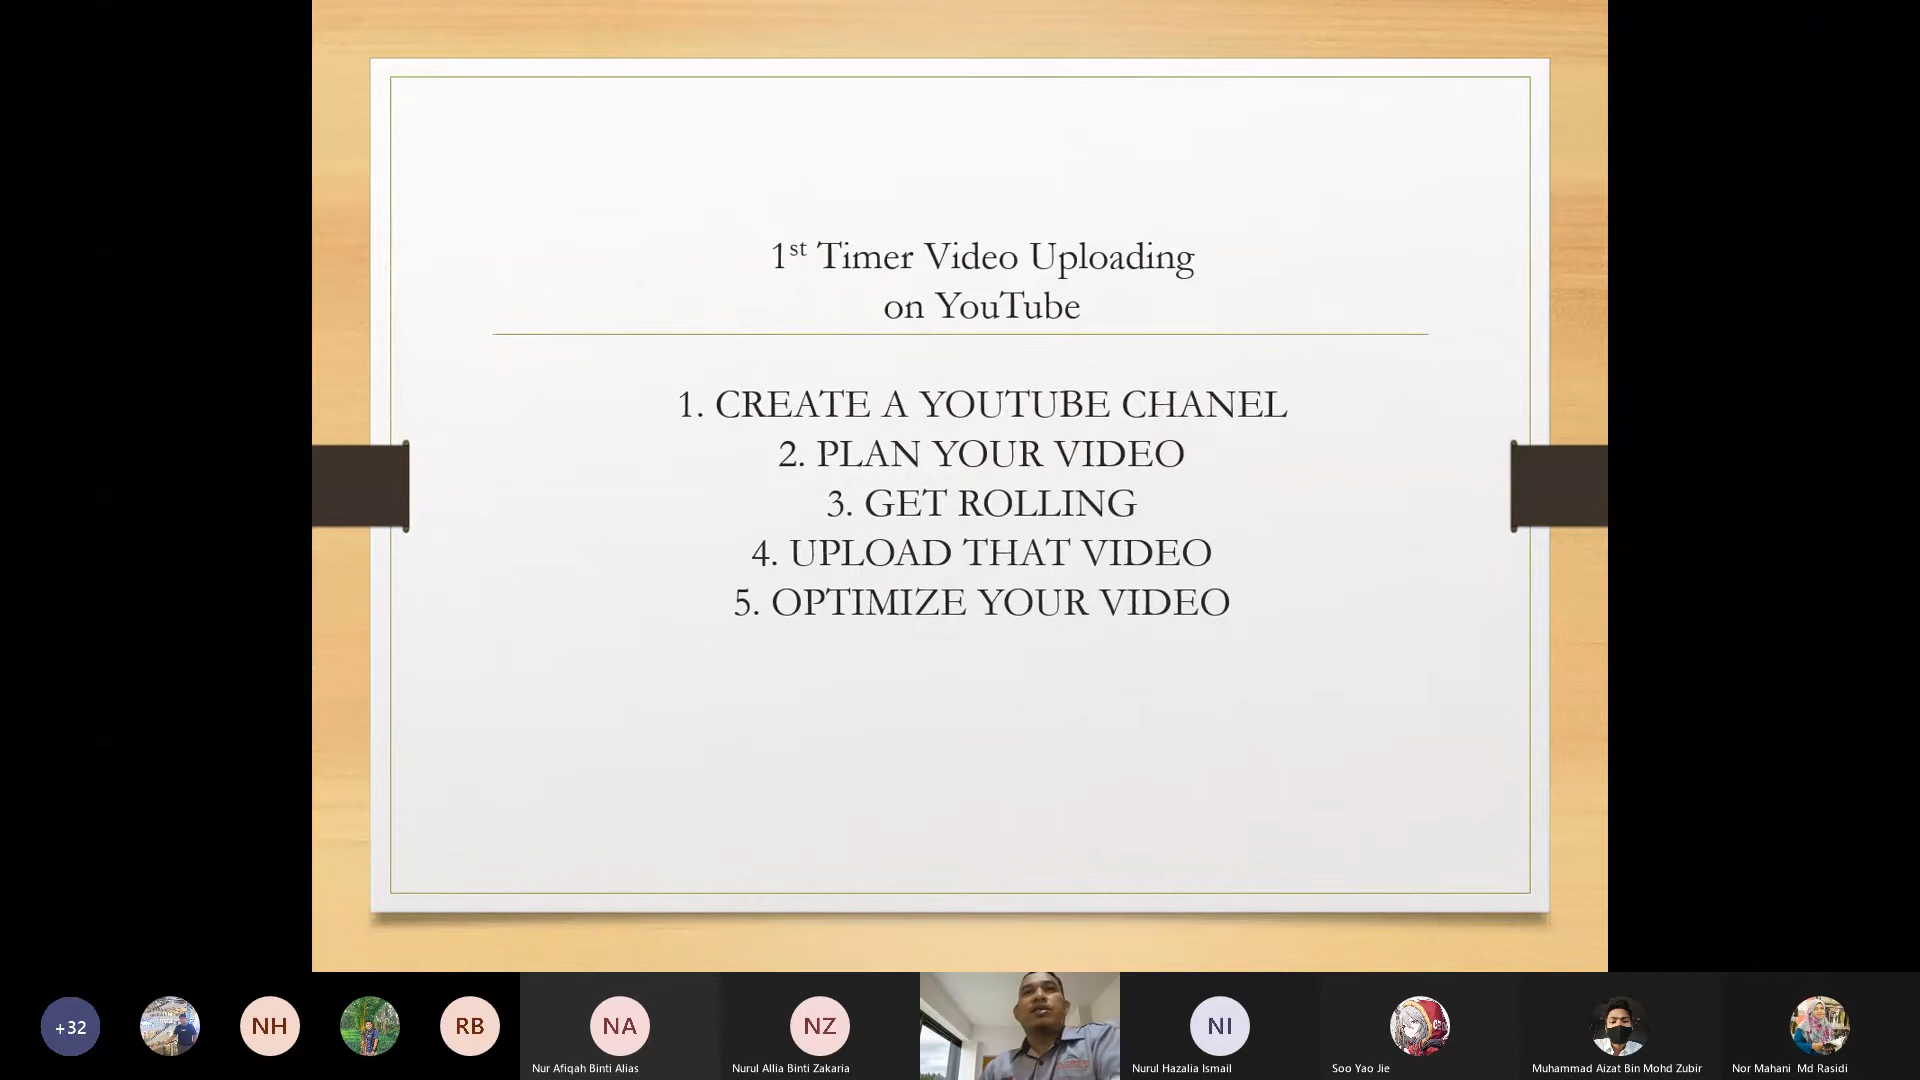 1st Timer Video Uploading
on YouTube
1. CREATE A YOUTUBE CHANEL
2. PLAN YOUR VIDEO
3. GET ROLLING
4. UPLOAD THAT VIDEO
5. OPTIMIZE YOUR VIDEO
+32
NH
RB
NA
NZ
NI
Nur Afiqah Binti Alias
Nurul Allia Binti Zakaria
Nurul Hazalia Ismail
Soo Yao Jie
Muhammad Aizat Bin Mohd Zubir
Nor Mahani Md Rasidi